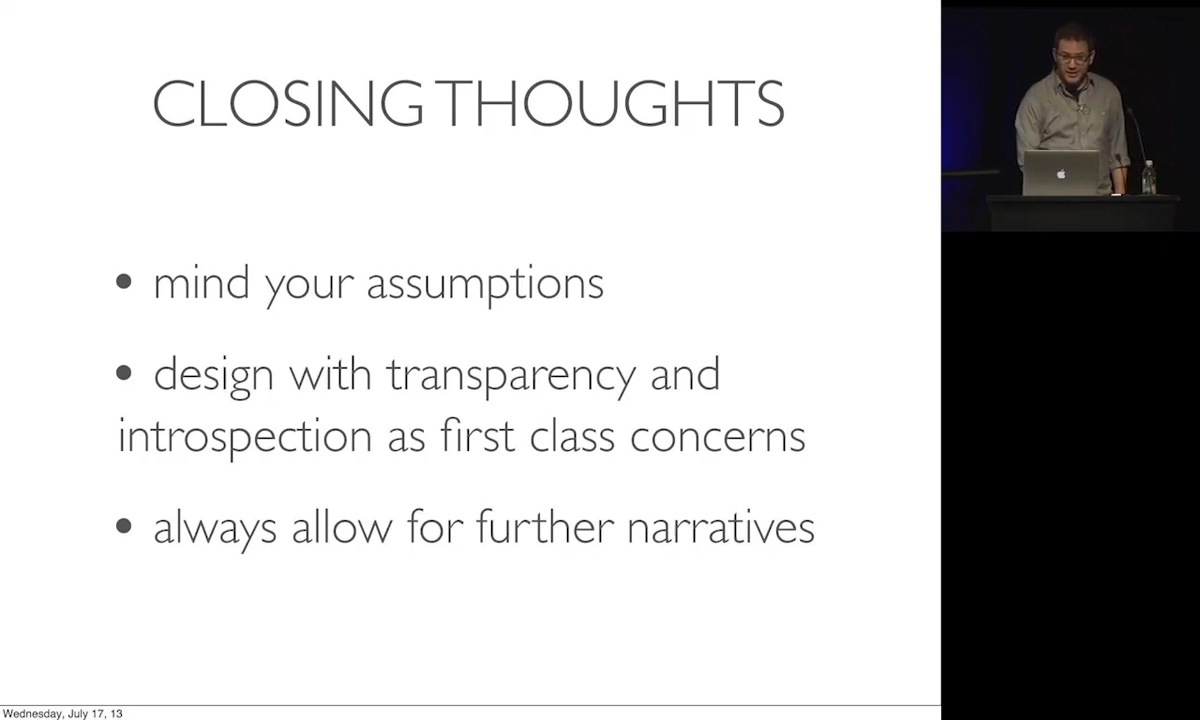 CLOSING THOUGHTS
• mind your assumptions
• design with transparency and
introspection as first class concerns
• always allow for further narratives
Wednesday, July 17, 13